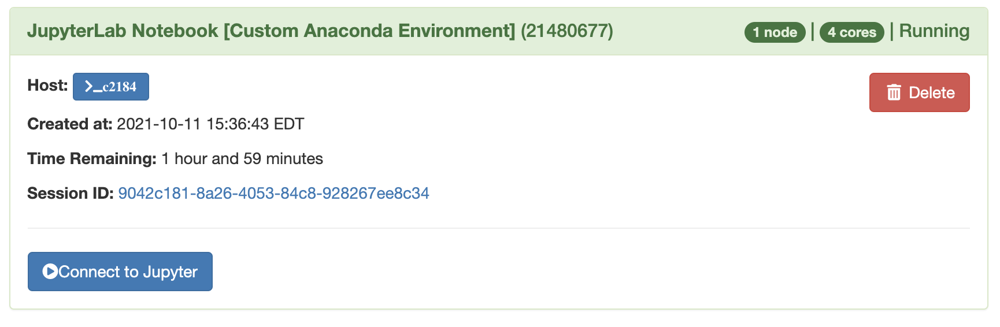 JupyterLab Notebook [Custom Anaconda Environment] (21480677) 1 node | 4 cores | Running
Host: >_c2184
Delete
Created at: 2021-10-11 15:36:43 EDT
Time Remaining: 1 hour and 59 minutes
Session ID: 9042c181-8a26-4053-84c8-928267ee8c34
Connect to Jupyter